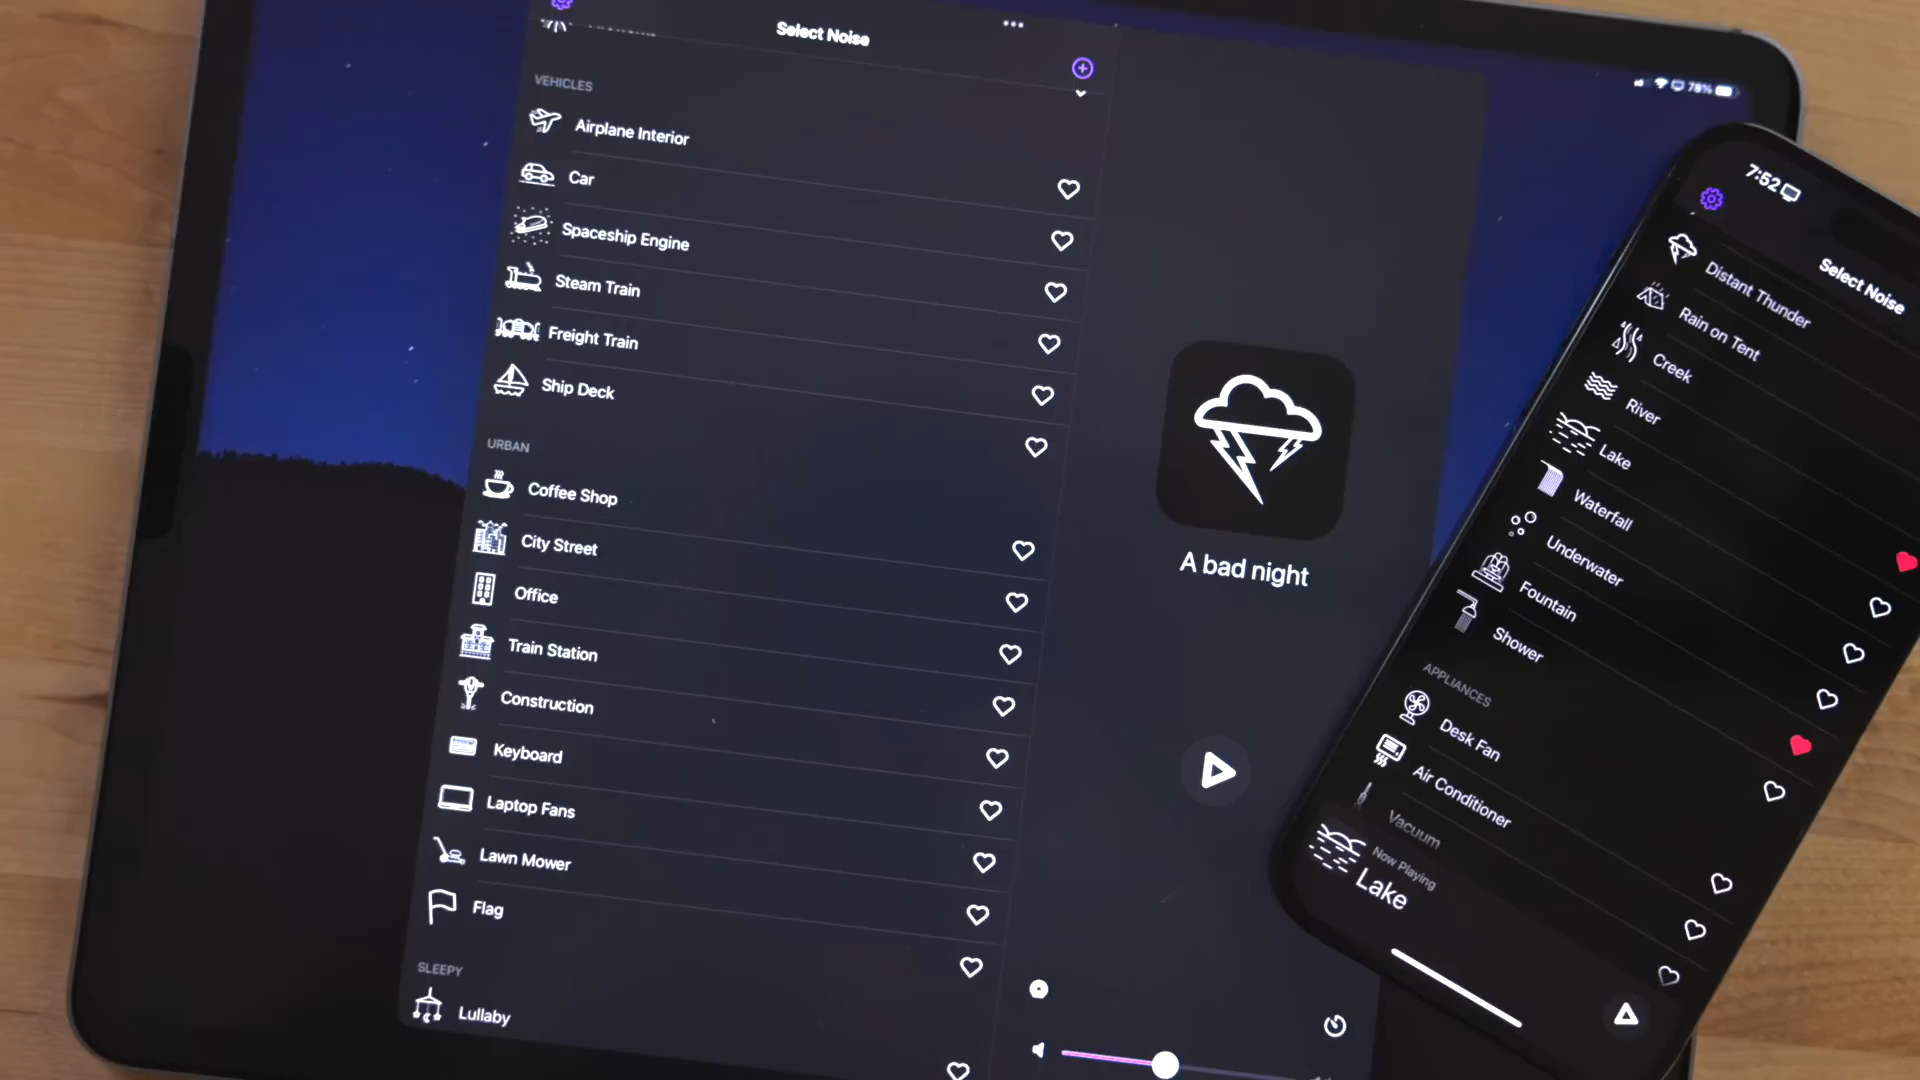 Select Noise
VEHICLES
Airplane Interior
Car
Spaceship Engine
Steam Train
Freight Train
Ship Deck
URBAN
Coffee Shop
City Street
Office
Train Station
Construction
Keyboard
Laptop Fans
Lawn Mower
Flag
SLEEPY
Lullaby
A bad night
78%
7:52
Select Noise
Distant Thunder
Rain on Tent
Creek
River
Lake
Waterfall
Underwater
Fountain
Shower
APPLIANCES
Desk Fan
Air Conditioner
Vacuum
Now Playing
Lake